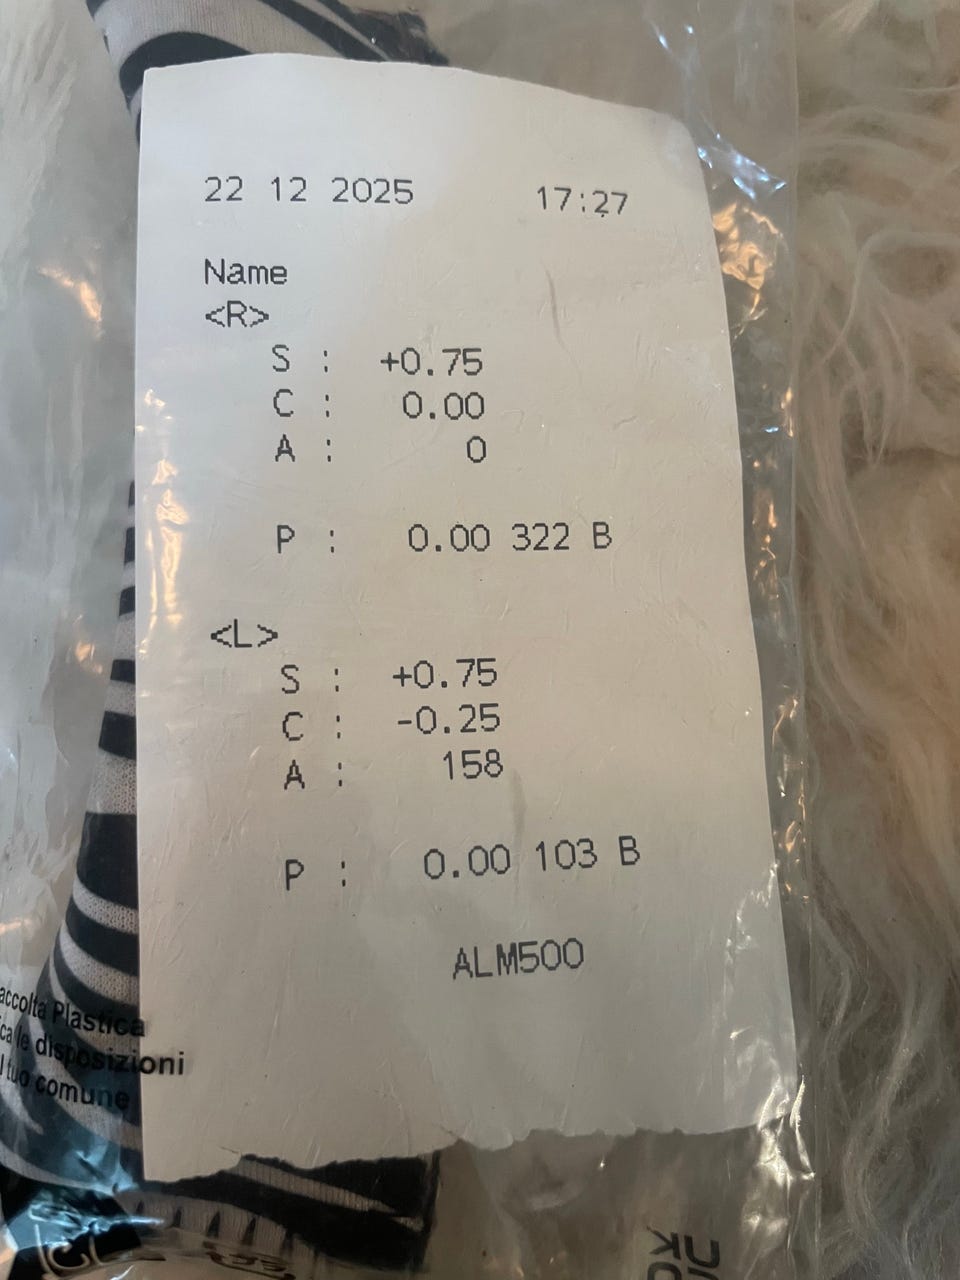 22 12 2025 17:27
Name
<R>
S : +0.75
C : 0.00
A : 0
P : 0.00 322 B
<L>
S : +0.75
C : -0.25
A : 158
P : 0.00 103 B
ALM500
accolta Plastica
ca le disposizioni
l tuo comune